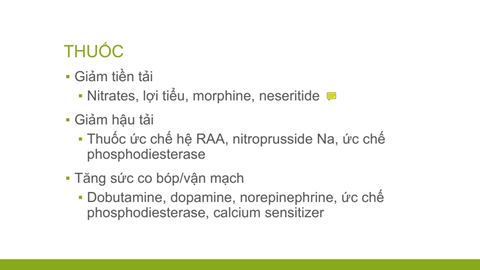 THUỐC
▪ Giảm tiền tải
▪ Nitrates, lợi tiểu, morphine, neseritide
▪ Giảm hậu tải
▪ Thuốc ức chế hệ RAA, nitroprusside Na, ức chế
phosphodiesterase
▪ Tăng sức co bóp/vận mạch
▪ Dobutamine, dopamine, norepinephrine, ức chế
phosphodiesterase, calcium sensitizer